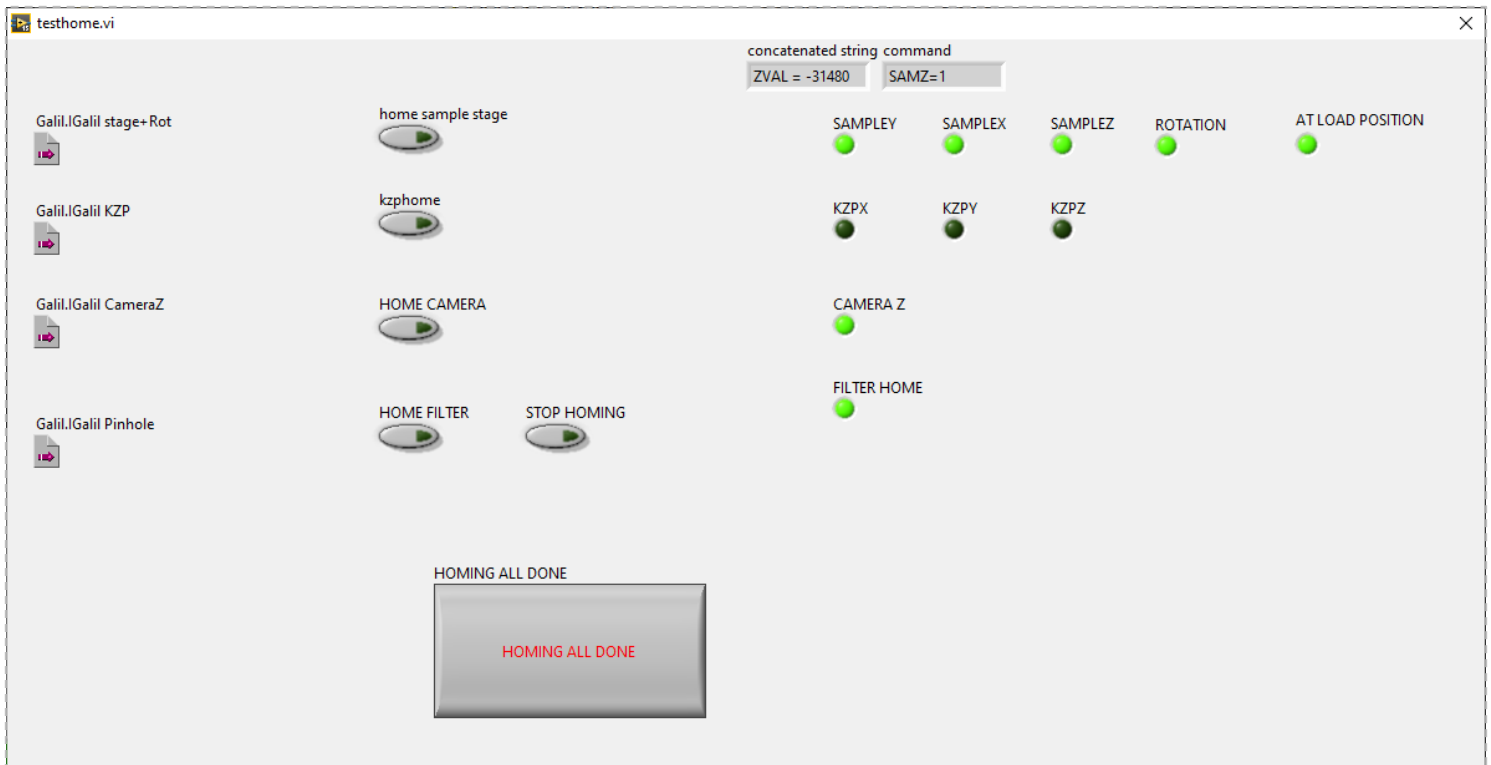 testhome.vi
concatenated string command
ZVAL = -31480 SAMZ=1
Galil.IGalil stage+Rot home sample stage SAMPLEY SAMPLEX SAMPLEZ ROTATION AT LOAD POSITION
Galil.IGalil KZP kzphome KZPX KZPY KZPZ
Galil.IGalil CameraZ HOME CAMERA CAMERA Z
FILTER HOME
Galil.IGalil Pinhole HOME FILTER STOP HOMING
HOMING ALL DONE
HOMING ALL DONE